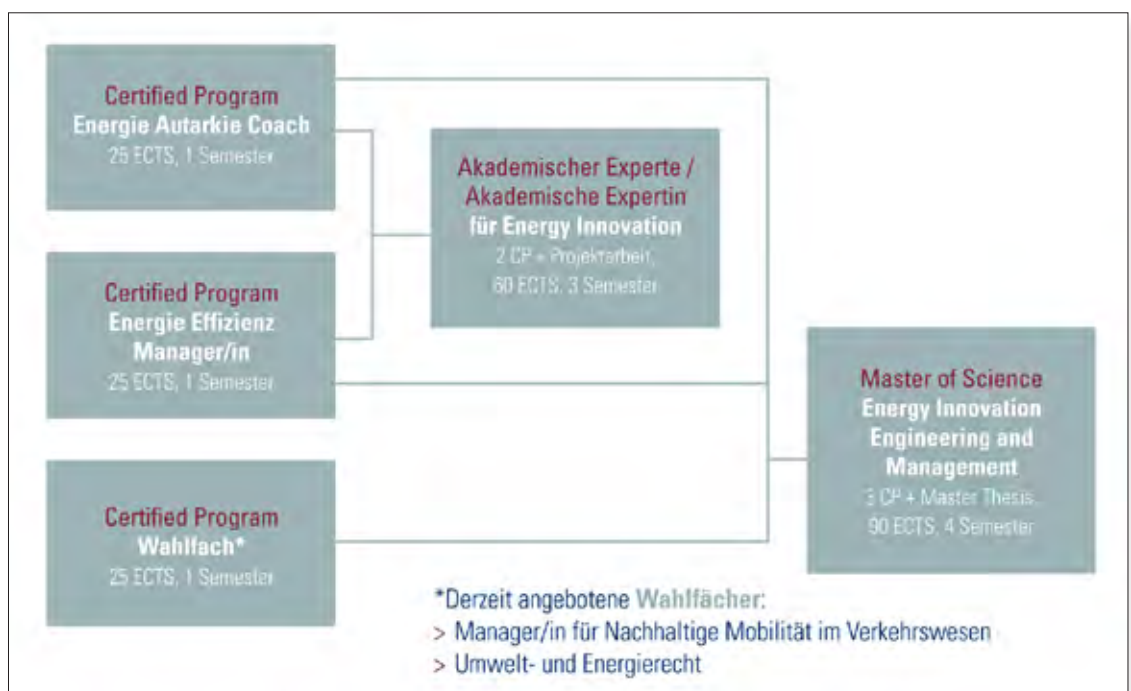 Certified Program
Energie Autarkie Coach
25 ECTS, 1 Semester
Akademischer Experte /
Akademische Expertin
für Energy Innovation
2 CP + Projektarbeit,
60 ECTS, 3 Semester
Certified Program
Energie Effizienz
Manager/in
25 ECTS, 1 Semester
Master of Science
Energy Innovation
Engineering and
Management
3 CP + Master Thesis,
90 ECTS, 4 Semester
Certified Program
Wahlfach*
25 ECTS, 1 Semester
*Derzeit angebotene Wahlfächer:
> Manager/in für Nachhaltige Mobilität im Verkehrswesen
> Umwelt- und Energierecht